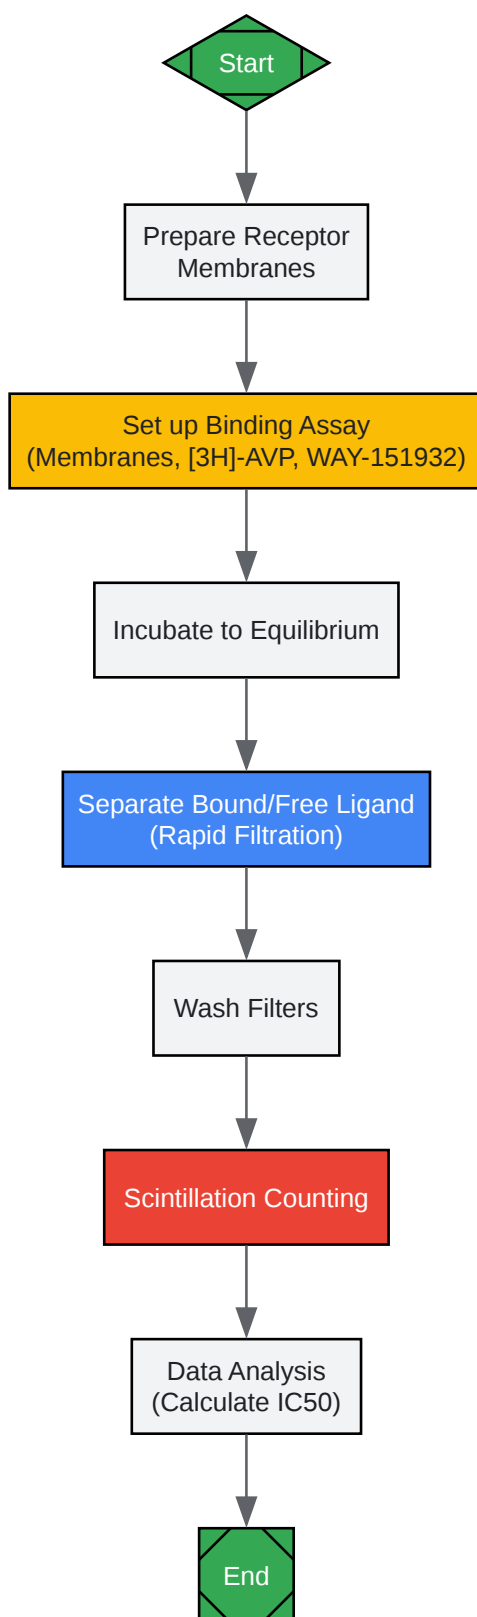 Start
Prepare Receptor
Membranes
Set up Binding Assay
(Membranes, [3H]-AVP, WAY-151932)
Incubate to Equilibrium
Separate Bound/Free Ligand
(Rapid Filtration)
Wash Filters
Scintillation Counting
Data Analysis
(Calculate IC50)
End